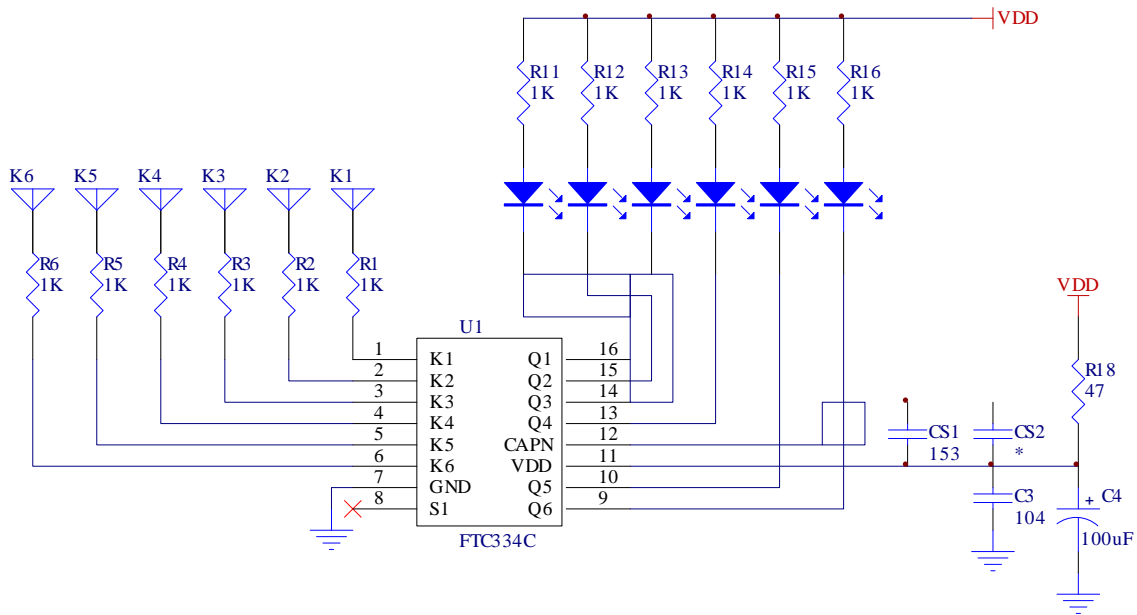 VDD
R11 R12 R13 R14 R15 R16
1K 1K 1K 1K 1K 1K
K6 K5 K4 K3 K2 K1
R6 R5 R4 R3 R2 R1
1K 1K 1K 1K 1K 1K
VDD
U1
1 K1 Q1 16
2 K2 Q2 15
3 K3 Q3 14
4 K4 Q4 13
5 K5 CAPN 12
6 K6 VDD 11
7 GND Q5 10
8 S1 Q6 9
FTC334C
R18
47
CS1
153
CS2
*
C3
104
+ C4
100uF